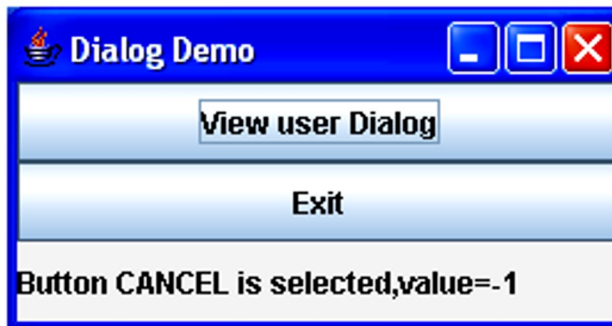 Dialog Demo
View user Dialog
Exit
Button CANCEL is selected,value=-1